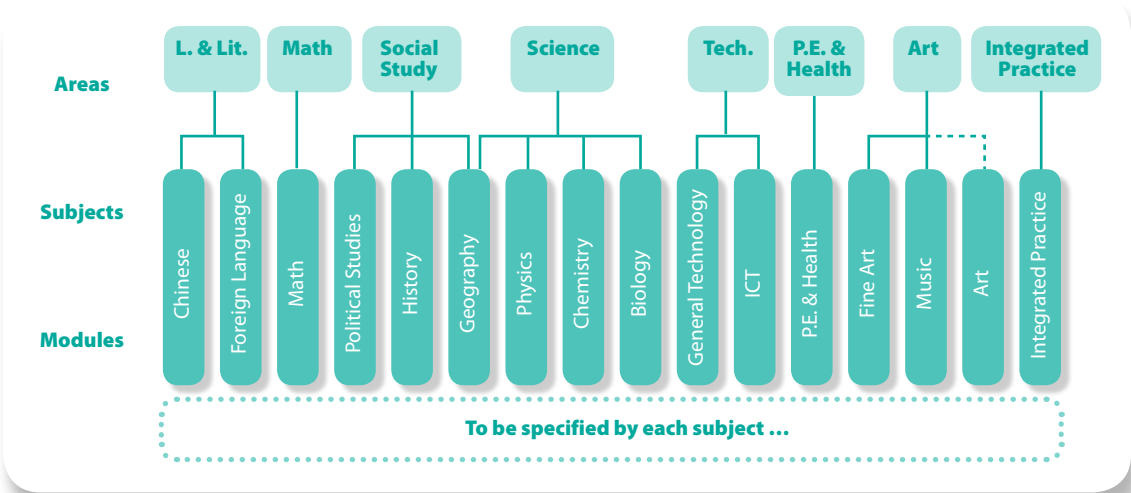 Areas
L. & Lit.
Math
Social
Study
Science
Tech.
P.E. &
Health
Art
Integrated
Practice
Subjects
Modules
Chinese
Foreign Language
Math
Political Studies
History
Geography
Physics
Chemistry
Biology
General Technology
ICT
P.E. & Health
Fine Art
Music
Art
Integrated Practice
To be specified by each subject ...